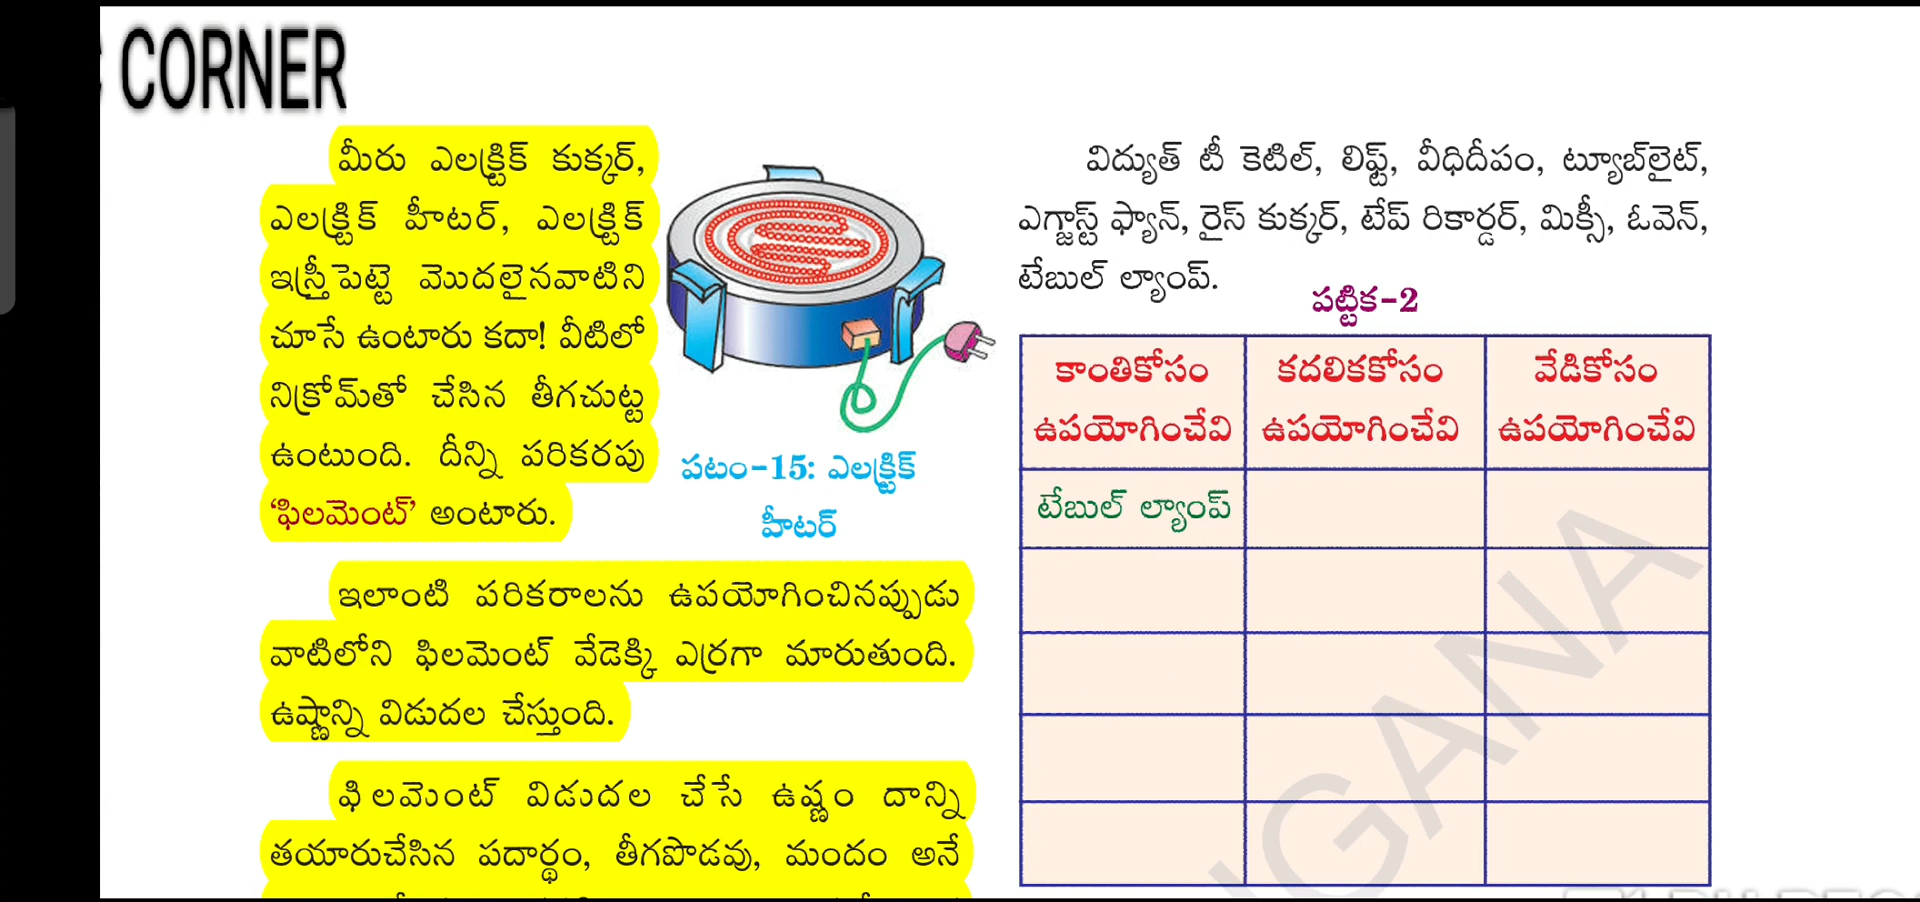 CORNER
మీరు ఎలక్ట్రిక్ కుక్కర్,
ఎలక్ట్రిక్ హీటర్, ఎలక్ట్రిక్
ఇస్త్రీపెట్టె మొదలైనవాటిని
చూసే ఉంటారు కదా! వీటిలో
నిక్రోమ్‌తో చేసిన తీగచుట్ట
ఉంటుంది. దీన్ని పరికరపు
‘ఫిలమెంట్’ అంటారు.
పటం-15: ఎలక్ట్రిక్
హీటర్
ఇలాంటి పరికరాలను ఉపయోగించినప్పుడు
వాటిలోని ఫిలమెంట్ వేడెక్కి ఎర్రగా మారుతుంది.
ఉష్ణాన్ని విడుదల చేస్తుంది.
ఫిలమెంట్ విడుదల చేసే ఉష్ణం దాన్ని
తయారుచేసిన పదార్థం, తీగపొడవు, మందం అనే
విద్యుత్ టీ కెటిల్, లిఫ్ట్, వీధిదీపం, ట్యూబ్‌లైట్,
ఎగ్జాస్ట్ ఫ్యాన్, రైస్ కుక్కర్, టేప్ రికార్డర్, మిక్సీ, ఓవెన్,
టేబుల్ ల్యాంప్.
పట్టిక-2
కాంతికోసం ఉపయోగించేవి
కదలికకోసం ఉపయోగించేవి
వేడికోసం ఉపయోగించేవి
టేబుల్ ల్యాంప్
NGANA